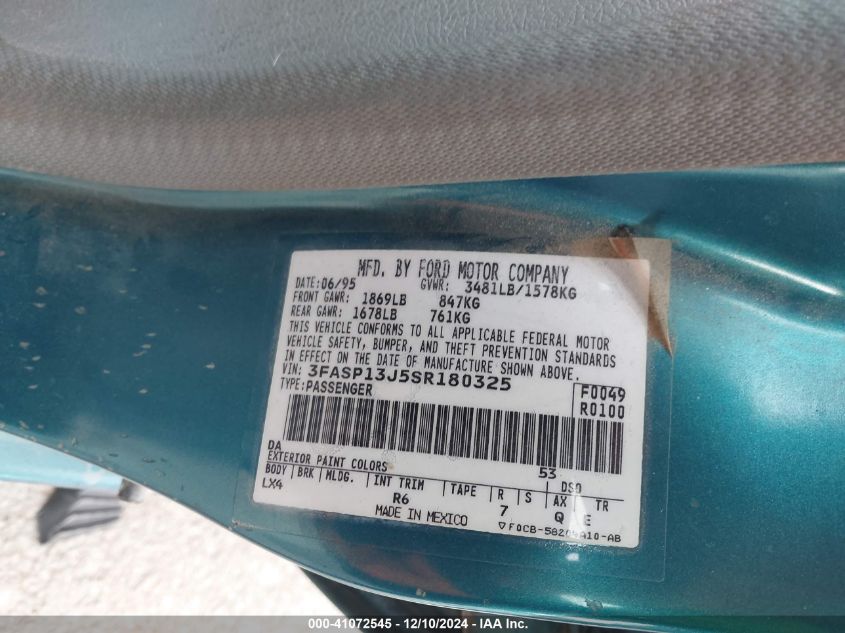 MFD. BY FORD MOTOR COMPANY
DATE: 06/95 GVWR: 3481LB/1578KG
FRONT GAWR: 1869LB 847KG
REAR GAWR: 1678LB 761KG
THIS VEHICLE CONFORMS TO ALL APPLICABLE FEDERAL MOTOR
VEHICLE SAFETY, BUMPER, AND THEFT PREVENTION STANDARDS
IN EFFECT ON THE DATE OF MANUFACTURE SHOWN ABOVE.
VIN: 3FASP13J5SR180325 F0049
TYPE: PASSENGER R0100
DA
EXTERIOR PAINT COLORS 53 DSO
BODY BRK MLDG. INT TRIM TAPE R S AX TR
LX4 R6 7 Q E
MADE IN MEXICO
000-41072545 - 12/10/2024 - IAA Inc.